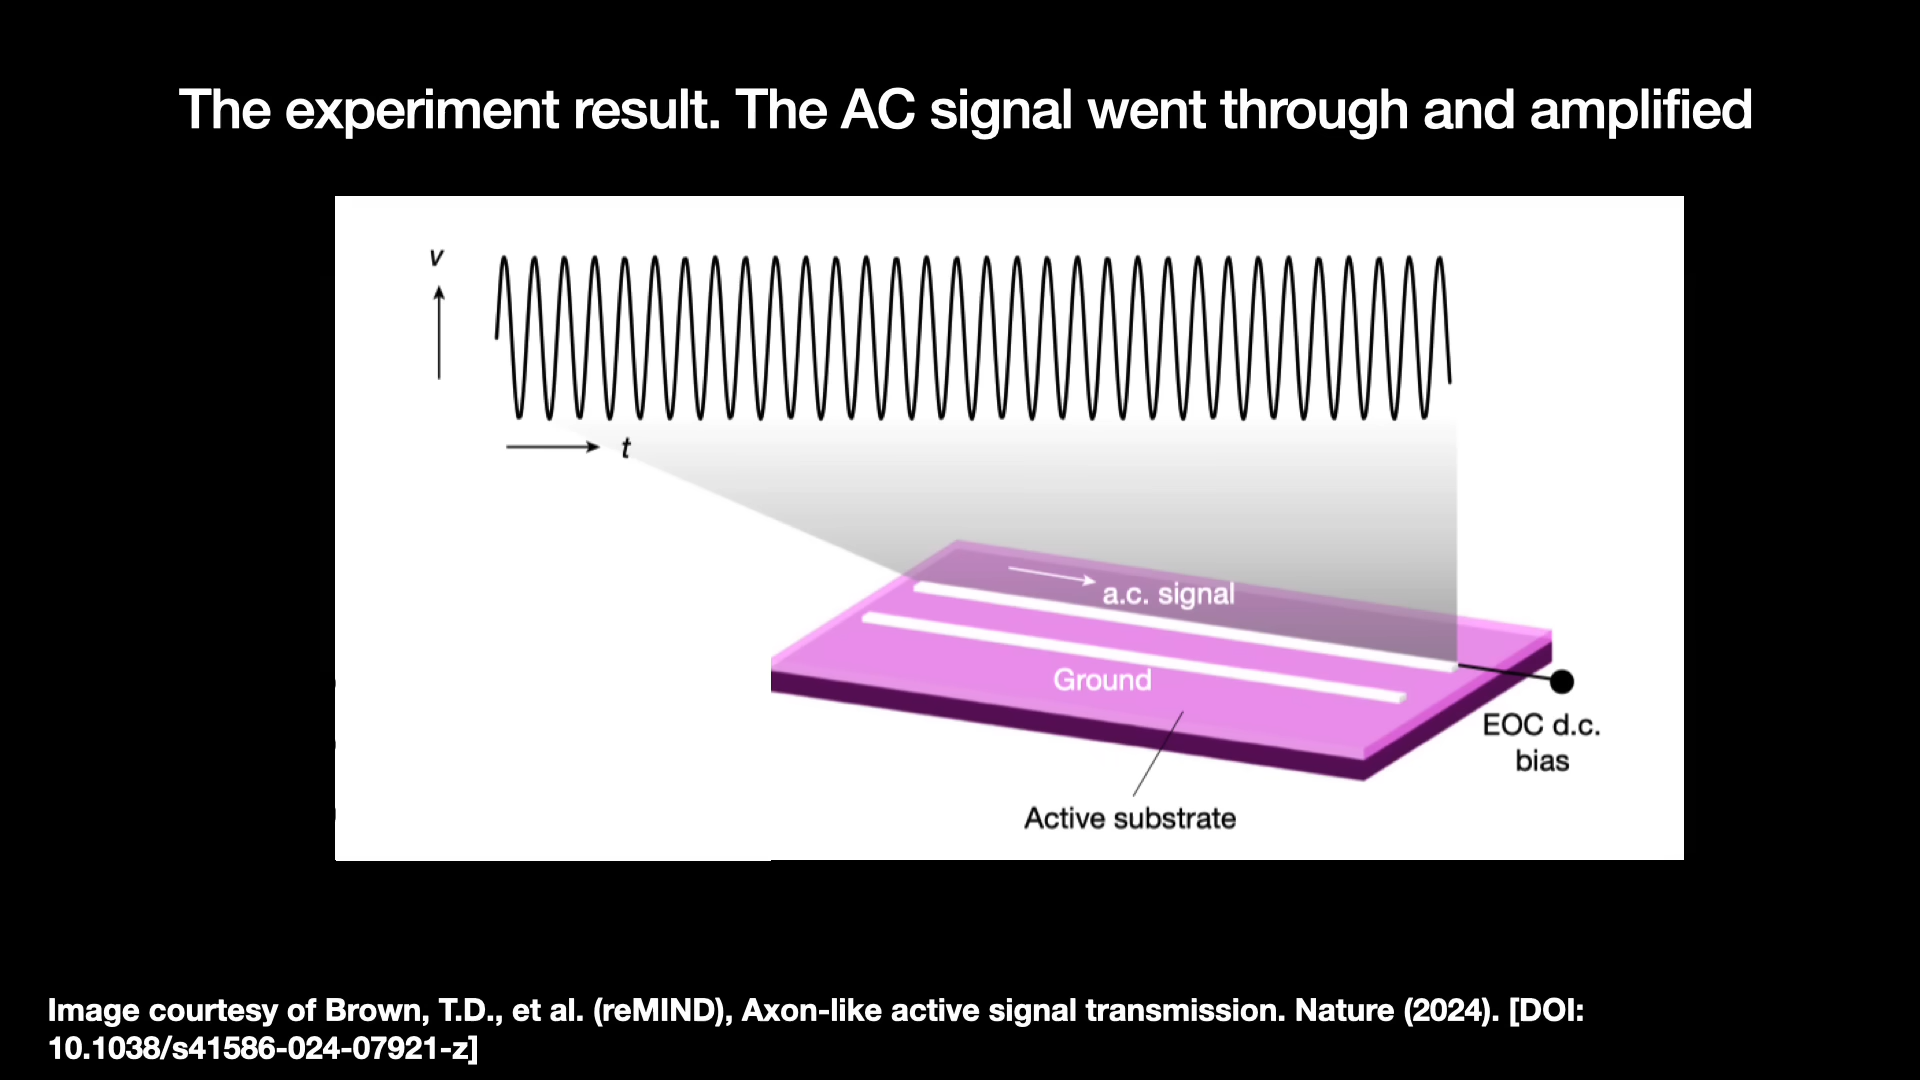 The experiment result. The AC signal went through and amplified
v
t
a.c. signal
Ground
EOC d.c.
bias
Active substrate
Image courtesy of Brown, T.D., et al. (reMIND), Axon-like active signal transmission. Nature (2024). [DOI:
10.1038/s41586-024-07921-z]